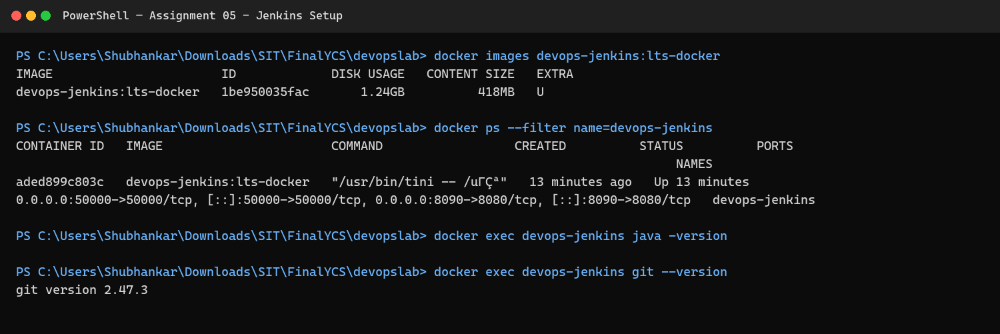 PowerShell — Assignment 05 - Jenkins Setup
PS C:\Users\Shubhankar\Downloads\SIT\FinalYCS\devopslab> docker images devops-jenkins:lts-docker
IMAGE                       ID             DISK USAGE   CONTENT SIZE   EXTRA
devops-jenkins:lts-docker   1be950035fac       1.24GB          418MB   U
PS C:\Users\Shubhankar\Downloads\SIT\FinalYCS\devopslab> docker ps --filter name=devops-jenkins
CONTAINER ID   IMAGE                       COMMAND                  CREATED          STATUS          PORTS
NAMES
aded899c803c   devops-jenkins:lts-docker   "/usr/bin/tini -- /uΓÇª"   13 minutes ago   Up 13 minutes
0.0.0.0:50000->50000/tcp, [::]:50000->50000/tcp, 0.0.0.0:8090->8080/tcp, [::]:8090->8080/tcp   devops-jenkins
PS C:\Users\Shubhankar\Downloads\SIT\FinalYCS\devopslab> docker exec devops-jenkins java -version
PS C:\Users\Shubhankar\Downloads\SIT\FinalYCS\devopslab> docker exec devops-jenkins git --version
git version 2.47.3